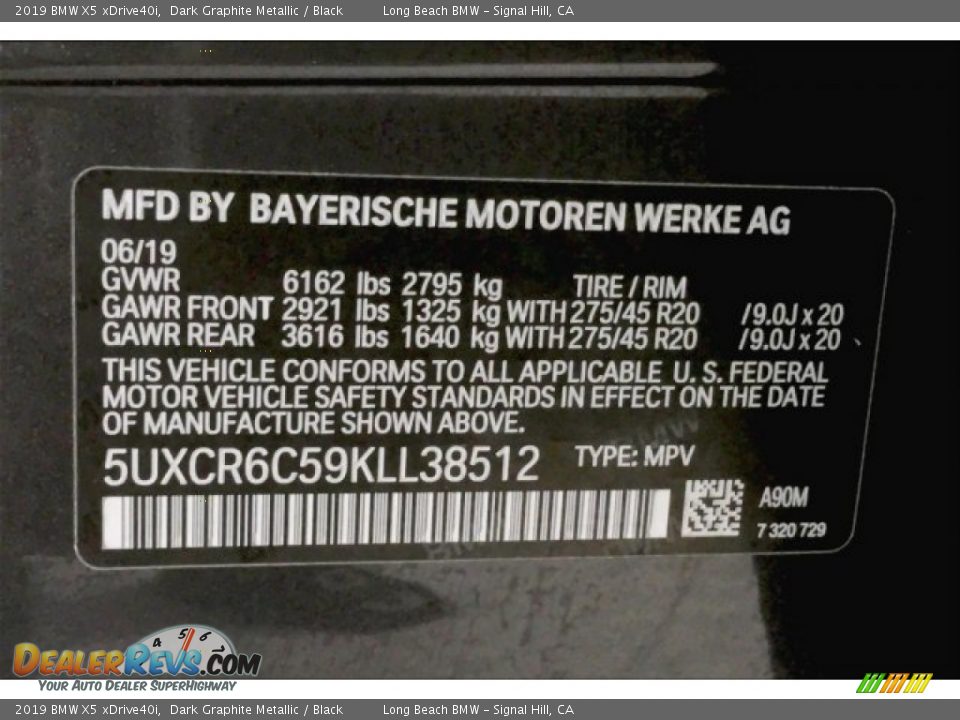 2019 BMW X5 xDrive40i, Dark Graphite Metallic / Black Long Beach BMW - Signal Hill, CA
MFD BY BAYERISCHE MOTOREN WERKE AG
06/19
GVWR 6162 lbs 2795 kg TIRE / RIM
GAWR FRONT 2921 lbs 1325 kg WITH 275/45 R20 /9.0J x 20
GAWR REAR 3616 lbs 1640 kg WITH 275/45 R20 /9.0J x 20
THIS VEHICLE CONFORMS TO ALL APPLICABLE U. S. FEDERAL
MOTOR VEHICLE SAFETY STANDARDS IN EFFECT ON THE DATE
OF MANUFACTURE SHOWN ABOVE.
5UXCR6C59KLL38512 TYPE: MPV
A90M
7 320 729
4 5 6
DEALERREVS.COM
YOUR AUTO DEALER SUPERHIGHWAY
2019 BMW X5 xDrive40i, Dark Graphite Metallic / Black Long Beach BMW - Signal Hill, CA